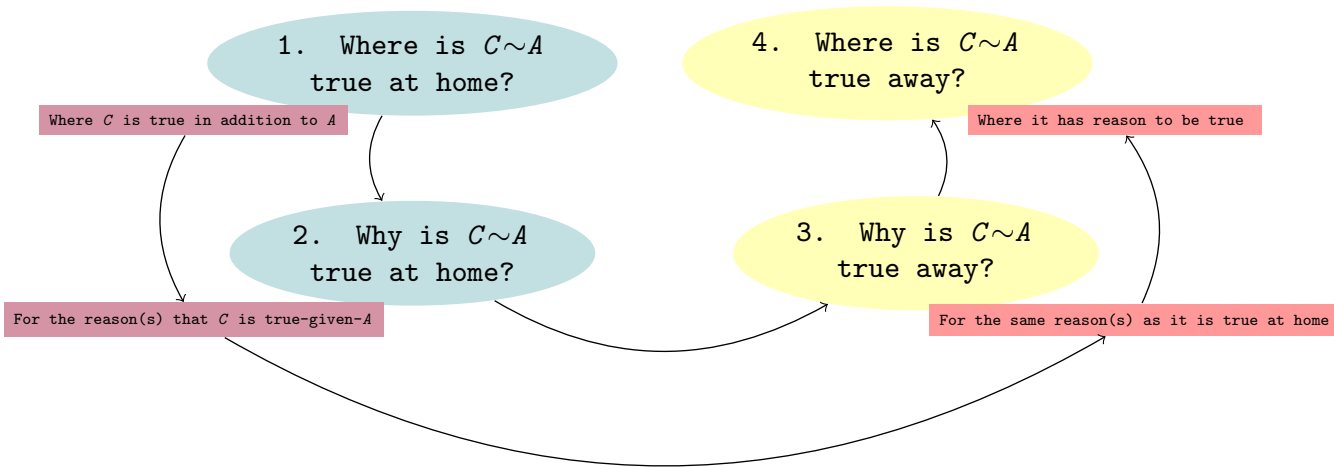 1. Where is C∼A
true at home?
Where C is true in addition to A
2. Why is C∼A
true at home?
For the reason(s) that C is true-given-A
3. Why is C∼A
true away?
For the same reason(s) as it is true at home
4. Where is C∼A
true away?
Where it has reason to be true